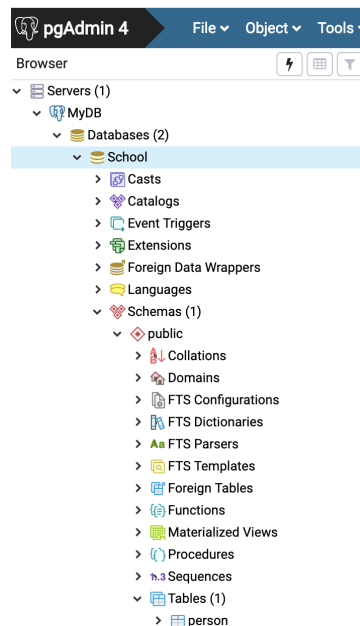 pgAdmin 4 File Object Tools
Browser
Servers (1)
MyDB
Databases (2)
School
Casts
Catalogs
Event Triggers
Extensions
Foreign Data Wrappers
Languages
Schemas (1)
public
Collations
Domains
FTS Configurations
FTS Dictionaries
Aa FTS Parsers
FTS Templates
Foreign Tables
Functions
Materialized Views
Procedures
1..3 Sequences
Tables (1)
person